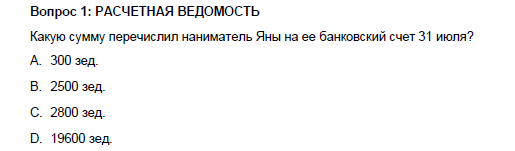 Вопрос 1: РАСЧЕТНАЯ ВЕДОМОСТЬ
Какую сумму перечислил наниматель Яны на ее банковский счет 31 июля?
A. 300 зед.
B. 2500 зед.
C. 2800 зед.
D. 19600 зед.